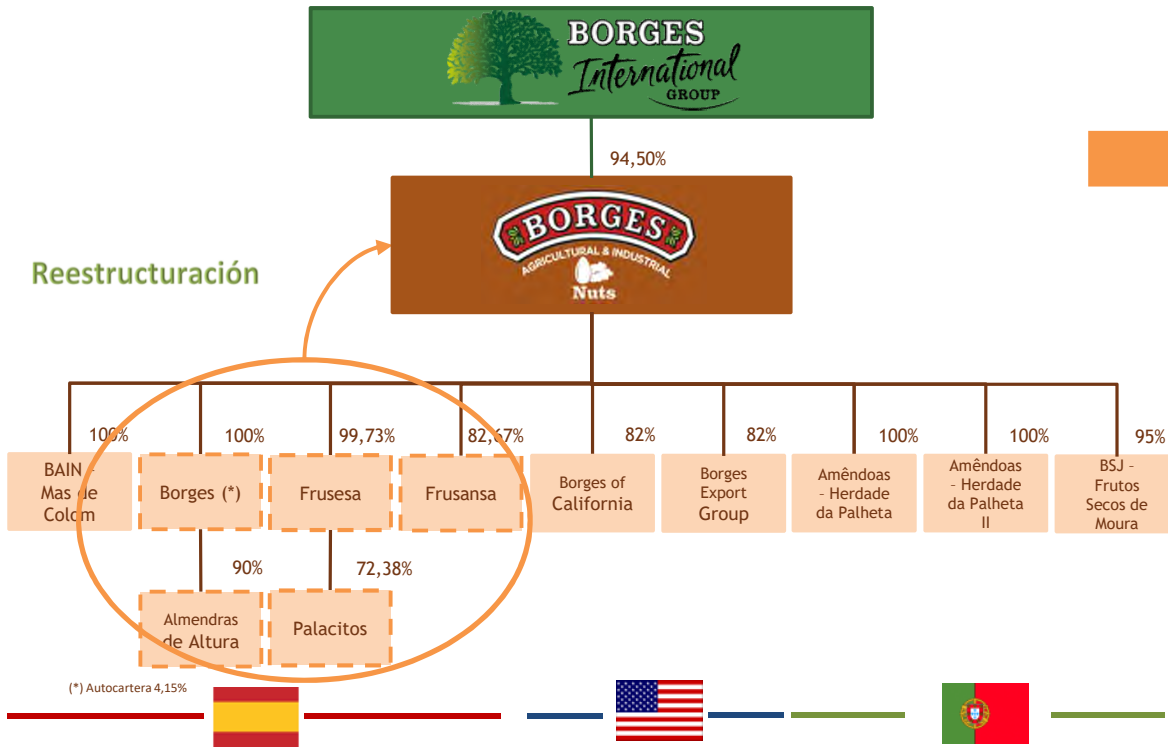 BORGES
International
GROUP
94,50%
BORGES
AGRICULTURAL & INDUSTRIAL
Nuts
Reestructuración
100%
100%
99,73%
82,67%
82%
82%
100%
100%
95%
BAIN -
Mas de
Colom
Borges (*)
Frusesa
Frusansa
Borges of
California
Borges
Export
Group
Amêndoas
- Herdade
da Palheta
Amêndoas
- Herdade
da Palheta
II
BSJ -
Frutos
Secos de
Moura
90%
72,38%
Almendras
de Altura
Palacitos
(*) Autocartera 4,15%